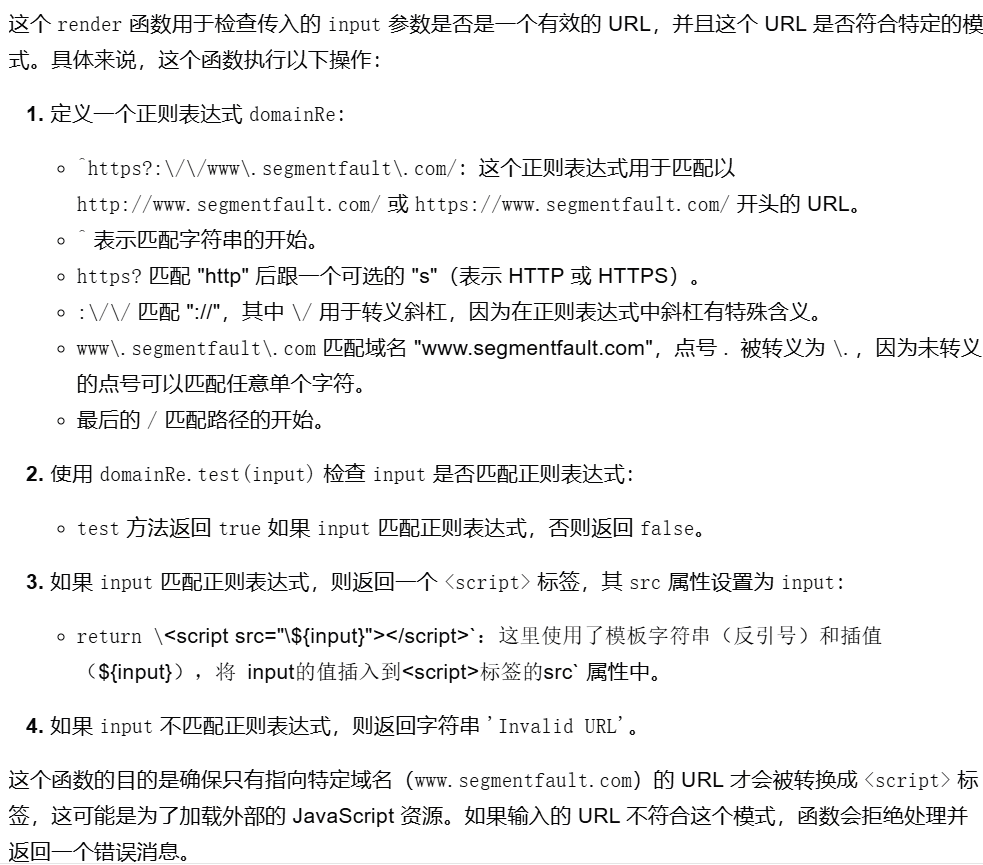 这个 render 函数用于检查传入的 input 参数是否是一个有效的 URL，并且这个 URL 是否符合特定的模
式。具体来说，这个函数执行以下操作：
1. 定义一个正则表达式 domainRe：
^https?:\/\/www\.segmentfault\.com/：这个正则表达式用于匹配以
http://www.segmentfault.com/ 或 https://www.segmentfault.com/ 开头的 URL。
^ 表示匹配字符串的开始。
https? 匹配 "http" 后跟一个可选的 "s"（表示 HTTP 或 HTTPS）。
:\/\/ 匹配 "://"，其中 \/ 用于转义斜杠，因为在正则表达式中斜杠有特殊含义。
www\.segmentfault\.com 匹配域名 "www.segmentfault.com"，点号 . 被转义为 \.，因为未转义
的点号可以匹配任意单个字符。
最后的 / 匹配路径的开始。
2. 使用 domainRe.test(input) 检查 input 是否匹配正则表达式：
test 方法返回 true 如果 input 匹配正则表达式，否则返回 false。
3. 如果 input 匹配正则表达式，则返回一个 <script> 标签，其 src 属性设置为 input：
return \<script src="\${input}"></script>`：这里使用了模板字符串（反引号）和插值
（${input}），将 input的值插入到<script>标签的src` 属性中。
4. 如果 input 不匹配正则表达式，则返回字符串 'Invalid URL'。
这个函数的目的是确保只有指向特定域名（www.segmentfault.com）的 URL 才会被转换成 <script> 标
签，这可能是为了加载外部的 JavaScript 资源。如果输入的 URL 不符合这个模式，函数会拒绝处理并
返回一个错误消息。